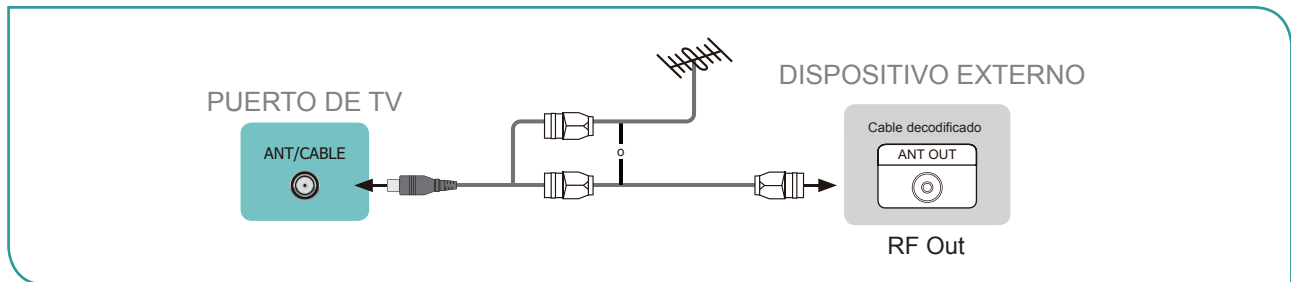 PUERTO DE TV
ANT/CABLE
o
DISPOSITIVO EXTERNO
Cable decodificado
ANT OUT
RF Out